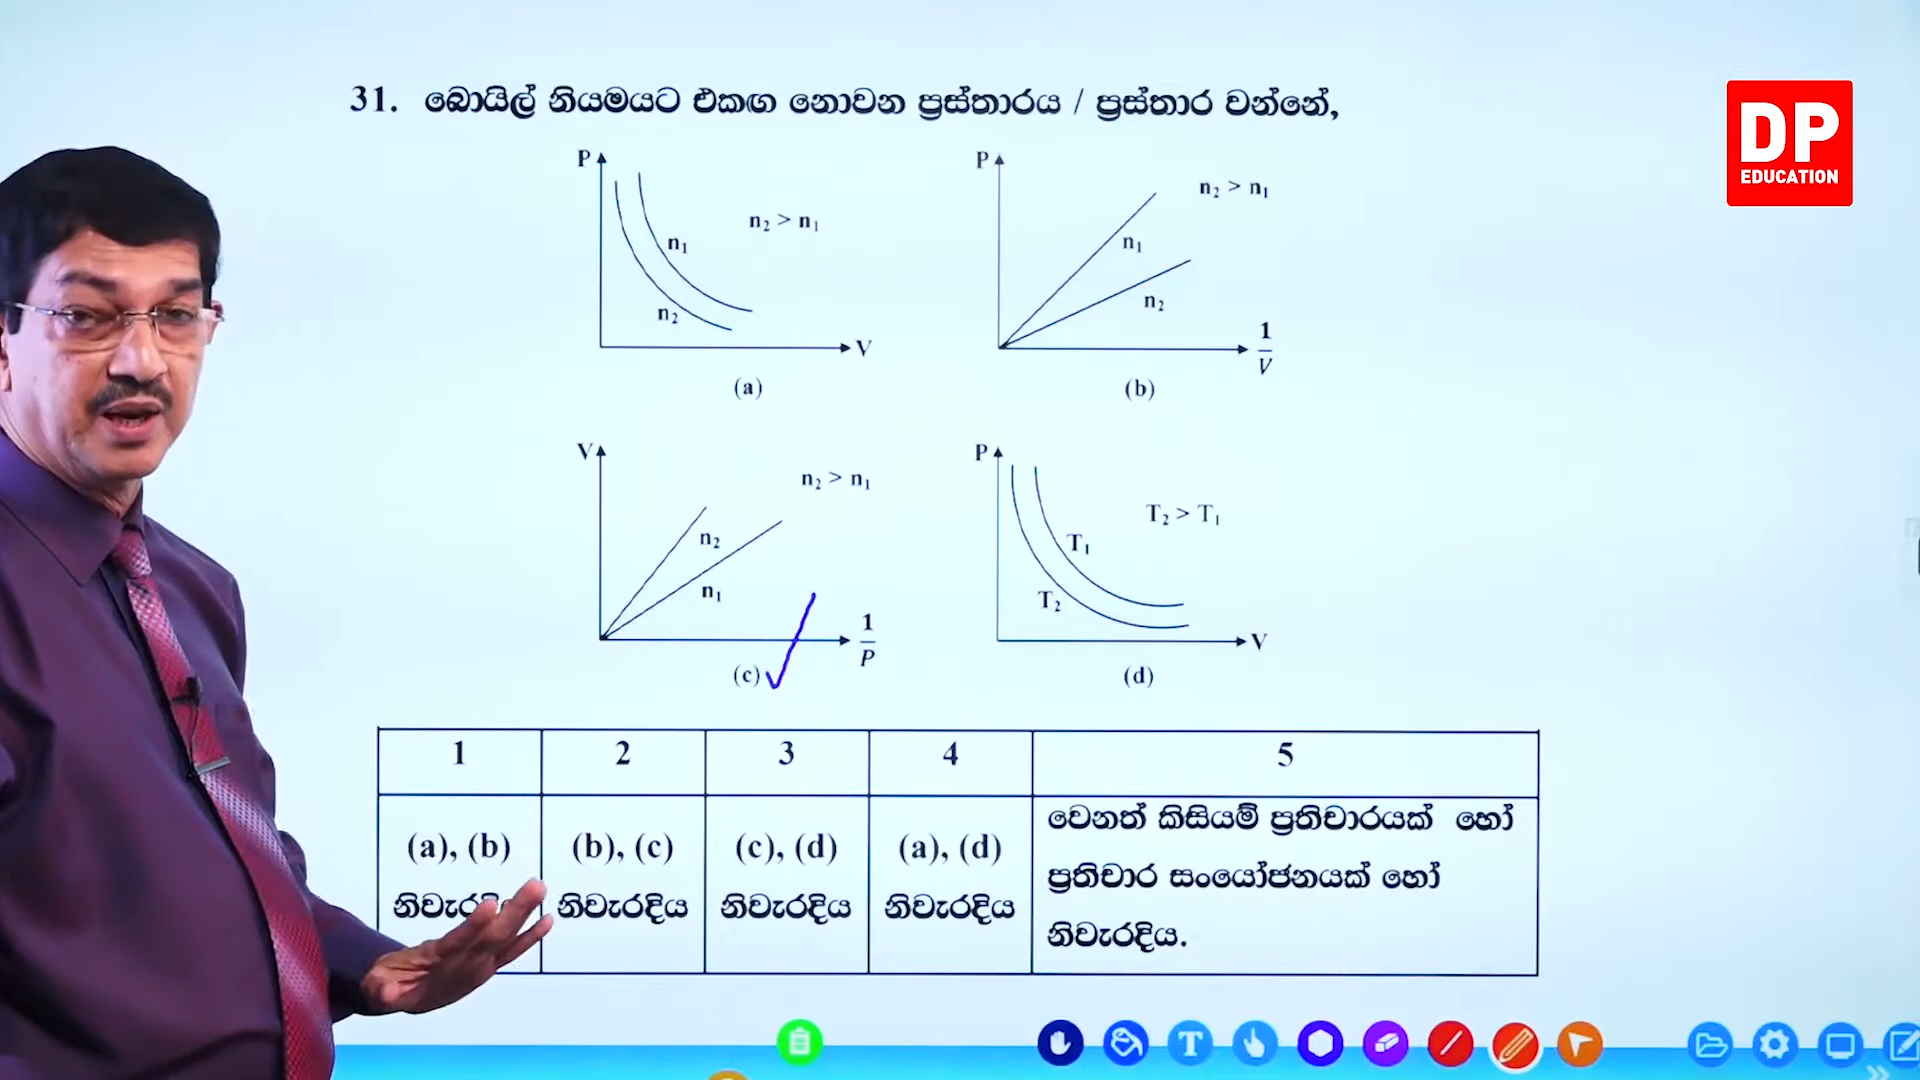 31. බොයිල් නියමයට එකඟ නොවන ප්‍රස්තාරය / ප්‍රස්තාර වන්නේ,
DP
EDUCATION
P
n₂ > n₁
n₁
n₂
V
(a)
P
n₂ > n₁
n₁
n₂
1
V
(b)
V
n₂ > n₁
n₂
n₁
1
P
(c)
P
T₂ > T₁
T₁
T₂
V
(d)
1 2 3 4 5
(a), (b) (b), (c) (c), (d) (a), (d)
නිවැරදිය නිවැරදිය නිවැරදිය
වෙනත් කිසියම් ප්‍රතිචාරයක් හෝ
ප්‍රතිචාර සංයෝජනයක් හෝ
නිවැරදිය.
T